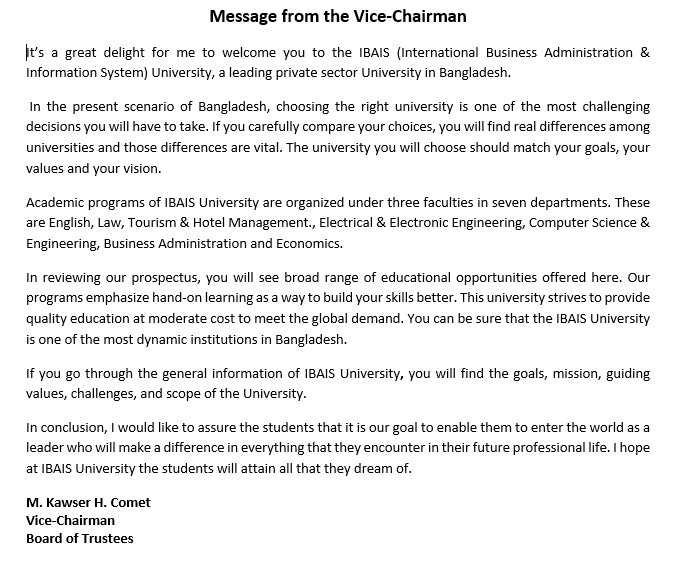 Message from the Vice-Chairman
It's a great delight for me to welcome you to the IBAIS (International Business Administration &
Information System) University, a leading private sector University in Bangladesh.
In the present scenario of Bangladesh, choosing the right university is one of the most challenging
decisions you will have to take. If you carefully compare your choices, you will find real differences among
universities and those differences are vital. The university you will choose should match your goals, your
values and your vision.
Academic programs of IBAIS University are organized under three faculties in seven departments. These
are English, Law, Tourism & Hotel Management., Electrical & Electronic Engineering, Computer Science &
Engineering, Business Administration and Economics.
In reviewing our prospectus, you will see broad range of educational opportunities offered here. Our
programs emphasize hand-on learning as a way to build your skills better. This university strives to provide
quality education at moderate cost to meet the global demand. You can be sure that the IBAIS University
is one of the most dynamic institutions in Bangladesh.
If you go through the general information of IBAIS University, you will find the goals, mission, guiding
values, challenges, and scope of the University.
In conclusion, I would like to assure the students that it is our goal to enable them to enter the world as a
leader who will make a difference in everything that they encounter in their future professional life. I hope
at IBAIS University the students will attain all that they dream of.
M. Kawser H. Comet
Vice-Chairman
Board of Trustees